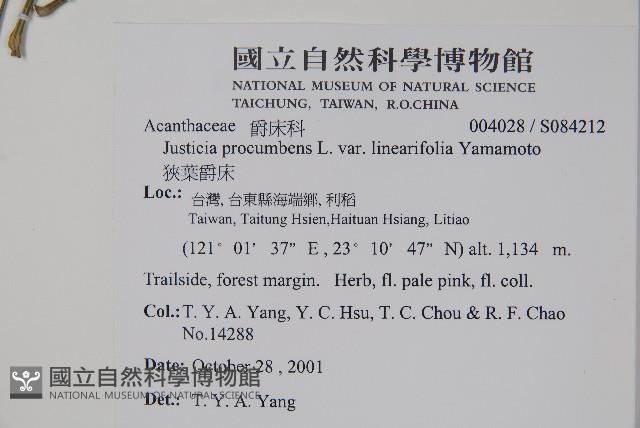 國立自然科學博物館
NATIONAL MUSEUM OF NATURAL SCIENCE
TAICHUNG, TAIWAN, R.O.CHINA
Acanthaceae 爵床科 004028 / S084212
Justicia procumbens L. var. linearifolia Yamamoto
狹葉爵床
Loc.: 台灣, 台東縣海端鄉, 利稻
Taiwan, Taitung Hsien,Haituan Hsiang, Litiao
(121° 01' 37" E , 23° 10' 47" N) alt. 1,134 m.
Trailside, forest margin. Herb, fl. pale pink, fl. coll.
Col.: T. Y. A. Yang, Y. C. Hsu, T. C. Chou & R. F. Chao
No.14288
Date: October 28 , 2001
國立自然科學博物館
NATIONAL MUSEUM OF NATURAL SCIENCE
Det.: T. Y. A. Yang